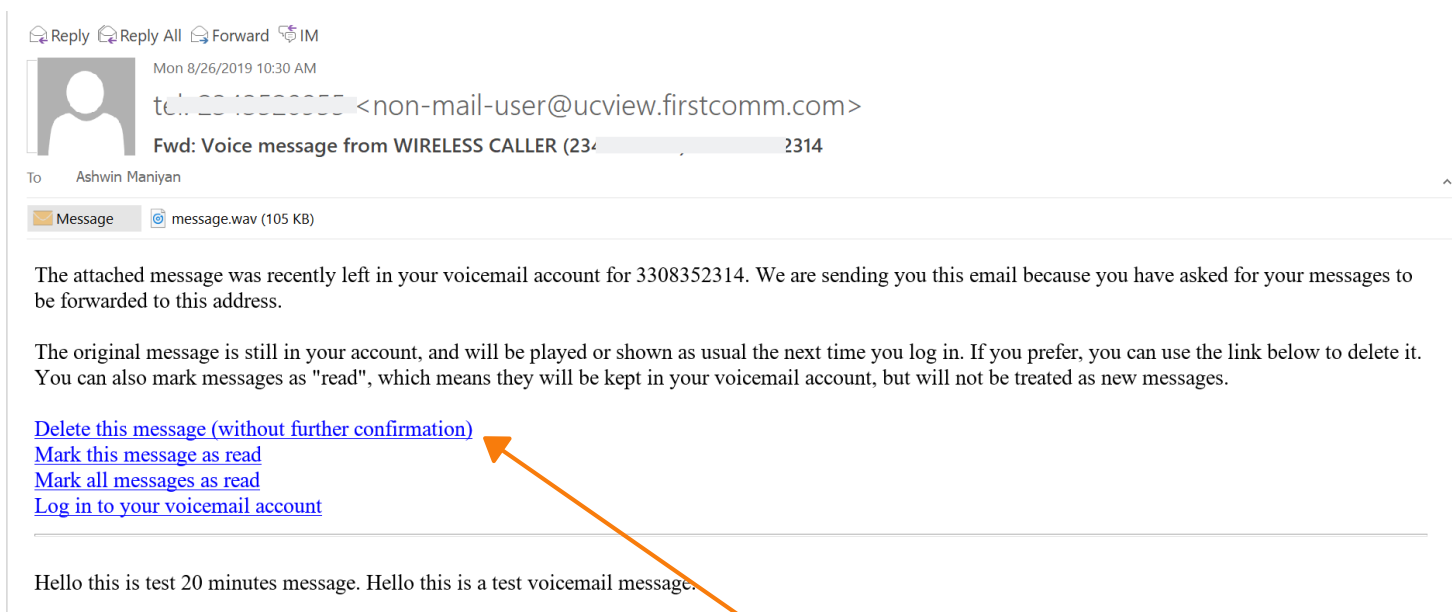 Reply Reply All Forward IM
Mon 8/26/2019 10:30 AM
<non-mail-user@ucview.firstcomm.com>
Fwd: Voice message from WIRELESS CALLER (234 2314
To Ashwin Maniyan
Message message.wav (105 KB)
The attached message was recently left in your voicemail account for 3308352314. We are sending you this email because you have asked for your messages to
be forwarded to this address.
The original message is still in your account, and will be played or shown as usual the next time you log in. If you prefer, you can use the link below to delete it.
You can also mark messages as "read", which means they will be kept in your voicemail account, but will not be treated as new messages.
Delete this message (without further confirmation)
Mark this message as read
Mark all messages as read
Log in to your voicemail account
Hello this is test 20 minutes message. Hello this is a test voicemail message.